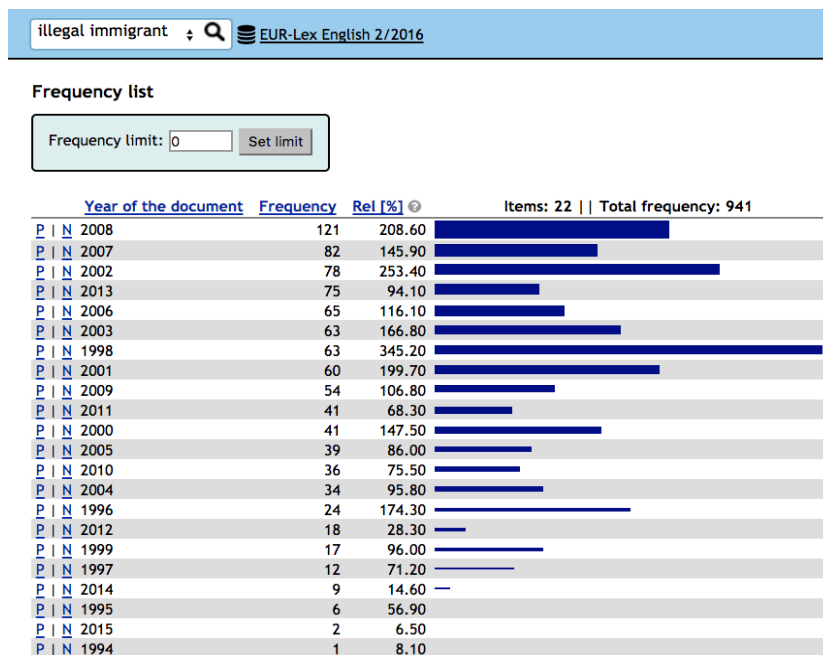 illegal immigrant EUR-Lex English 2/2016
Frequency list
Frequency limit: 0 Set limit
Year of the document Frequency Rel [%] ? Items: 22 || Total frequency: 941
P | N 2008 121 208.60
P | N 2007 82 145.90
P | N 2002 78 253.40
P | N 2013 75 94.10
P | N 2006 65 116.10
P | N 2003 63 166.80
P | N 1998 63 345.20
P | N 2001 60 199.70
P | N 2009 54 106.80
P | N 2011 41 68.30
P | N 2000 41 147.50
P | N 2005 39 86.00
P | N 2010 36 75.50
P | N 2004 34 95.80
P | N 1996 24 174.30
P | N 2012 18 28.30
P | N 1999 17 96.00
P | N 1997 12 71.20
P | N 2014 9 14.60
P | N 1995 6 56.90
P | N 2015 2 6.50
P | N 1994 1 8.10